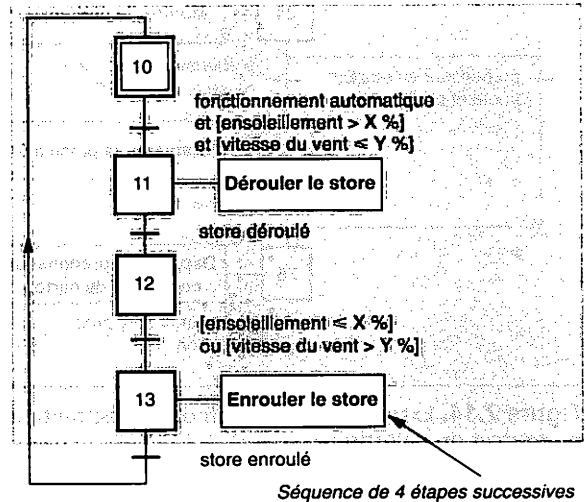 10
fonctionnement automatique
et [ensoleillement > X %]
et [vitesse du vent ≤ Y %]
11
Dérouler le store
store déroulé
12
[ensoleillement ≤ X %]
ou [vitesse du vent > Y %]
13
Enrouler le store
store enroulé
Séquence de 4 étapes successives